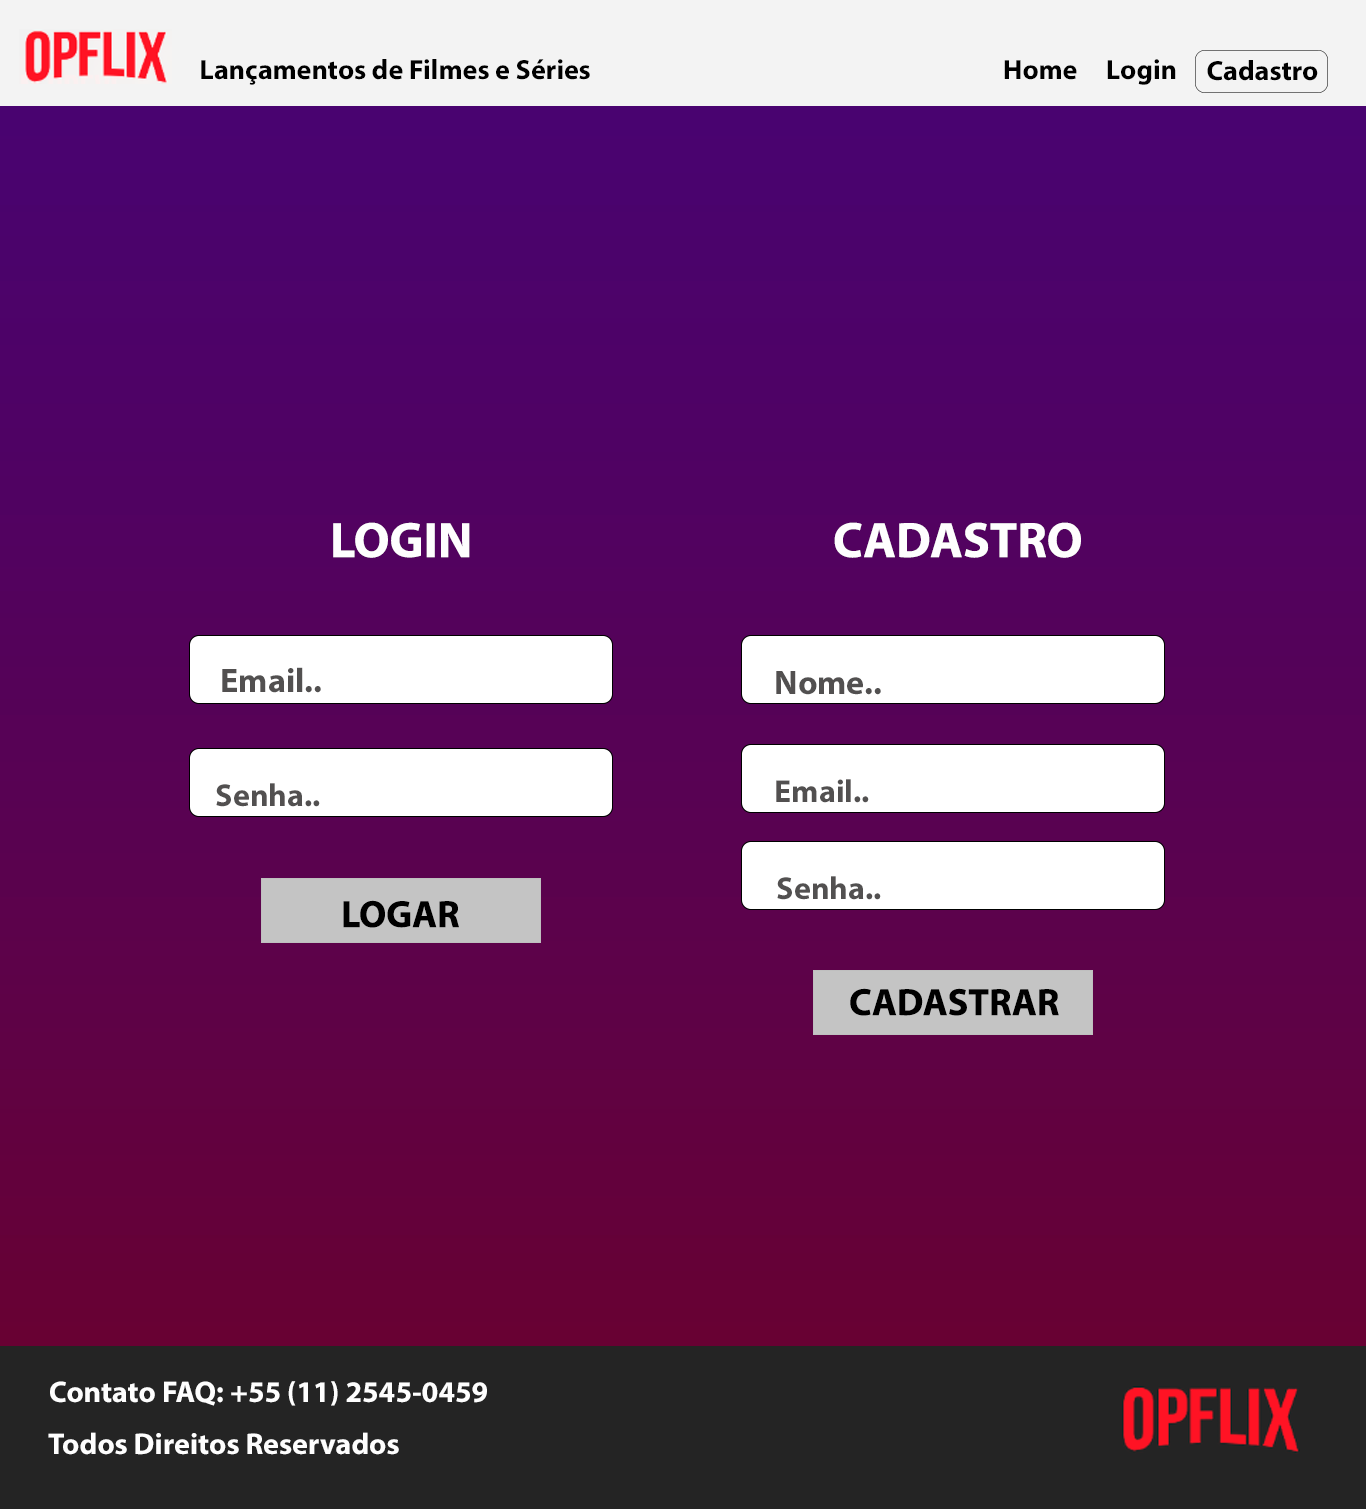 OPFLIX
Lançamentos de Filmes e Séries
Home
Login
Cadastro
LOGIN
Email..
Senha..
LOGAR
CADASTRO
Nome..
Email..
Senha..
CADASTRAR
Contato FAQ: +55 (11) 2545-0459
Todos Direitos Reservados
OPFLIX